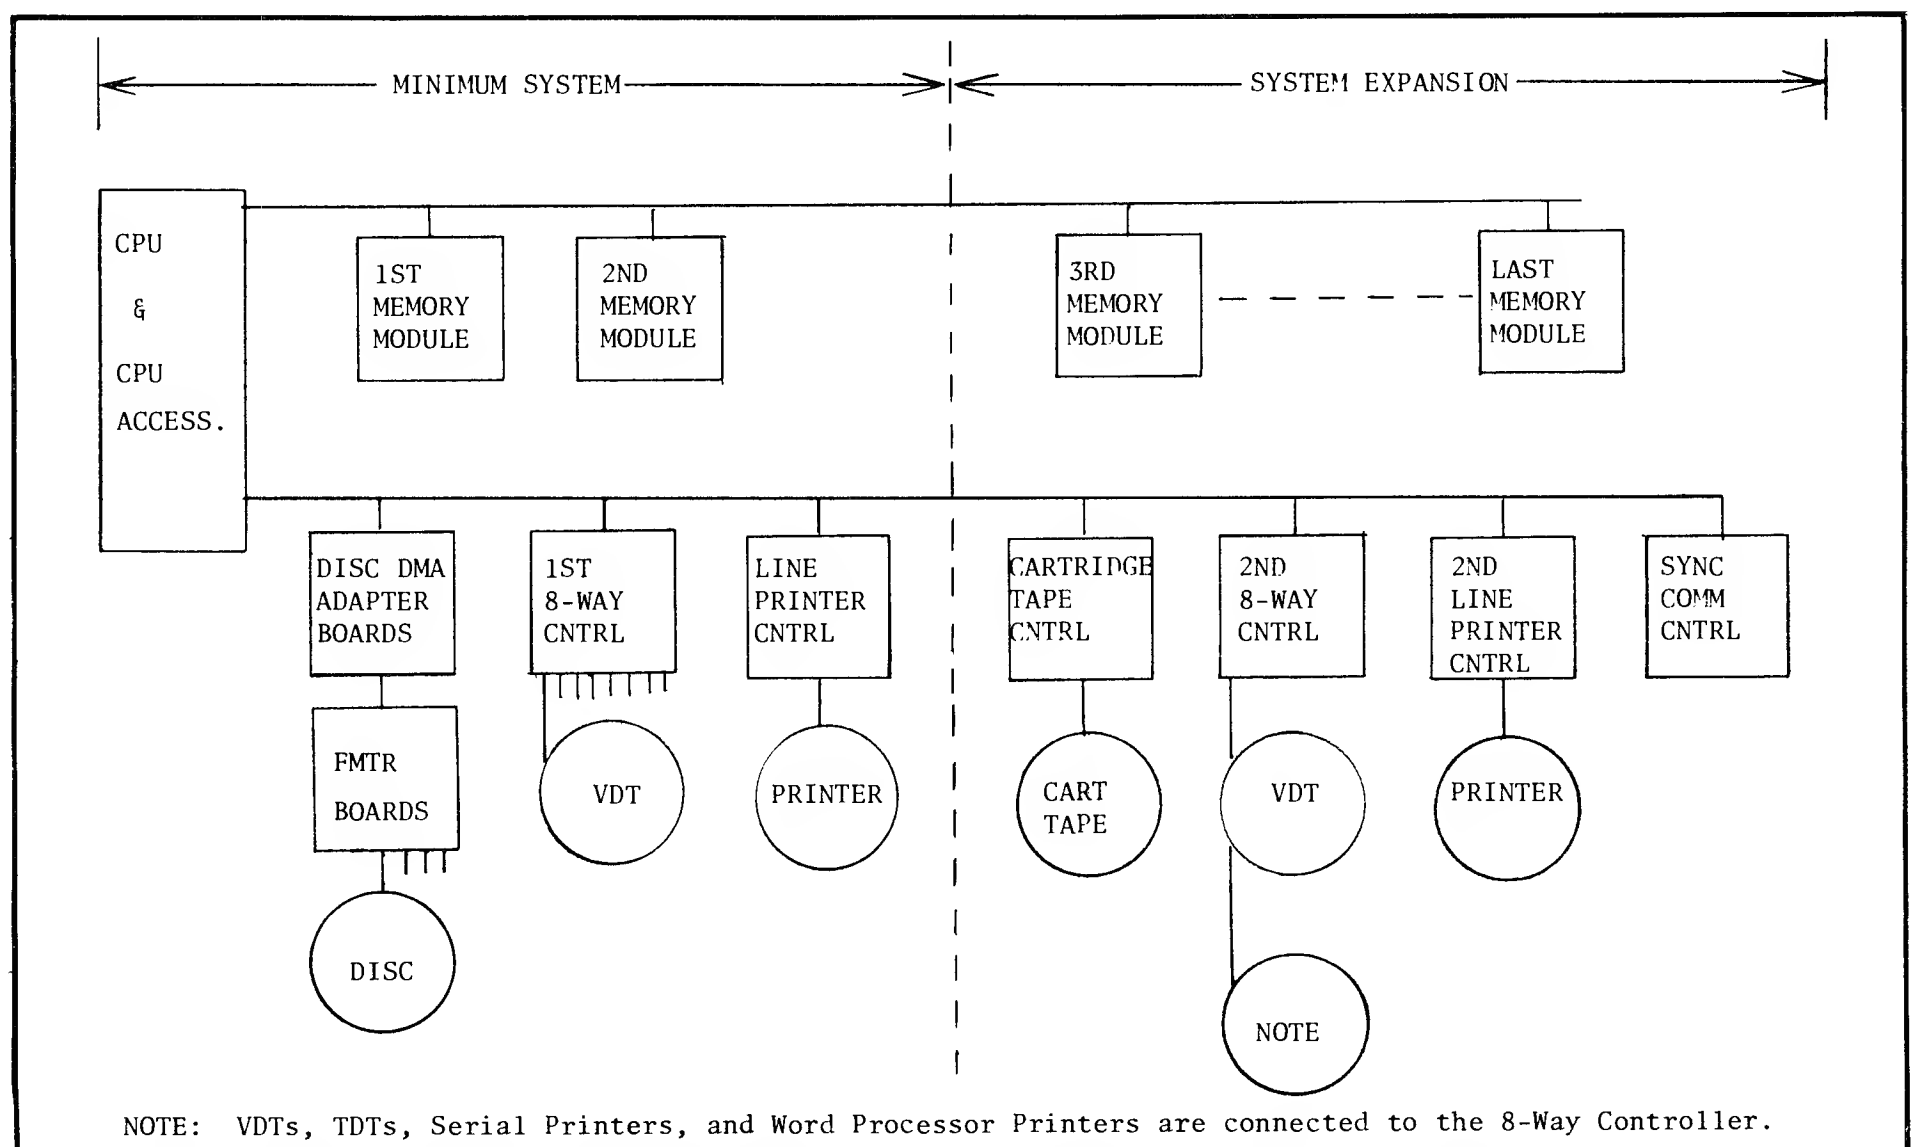 MINIMUM SYSTEM
SYSTEM EXPANSION
CPU
&
CPU
ACCESS.
1ST
MEMORY
MODULE
2ND
MEMORY
MODULE
3RD
MEMORY
MODULE
LAST
MEMORY
MODULE
DISC DMA
ADAPTER
BOARDS
1ST
8-WAY
CNTRL
LINE
PRINTER
CNTRL
CARTRIDGE
TAPE
CNTRL
2ND
8-WAY
CNTRL
2ND
LINE
PRINTER
CNTRL
SYNC
COMM
CNTRL
FMTR
BOARDS
VDT
PRINTER
CART
TAPE
VDT
PRINTER
DISC
NOTE
NOTE: VDTs, TDTs, Serial Printers, and Word Processor Printers are connected to the 8-Way Controller.